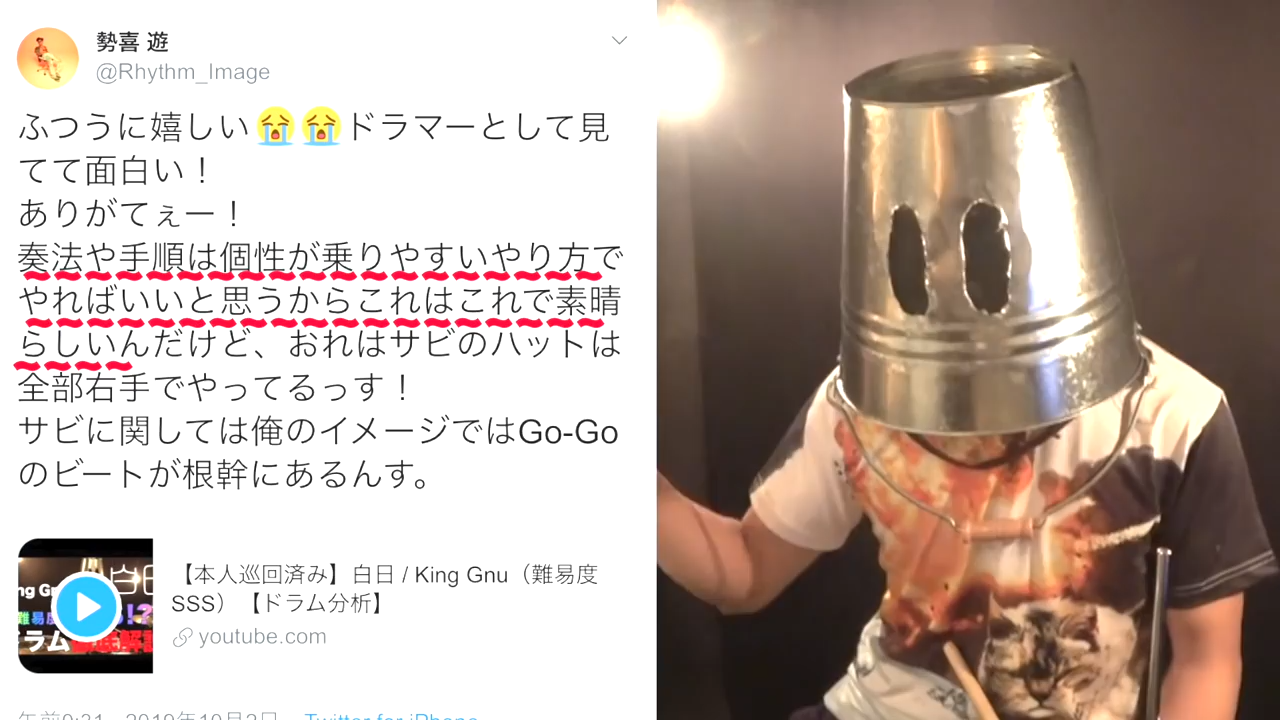 勢喜 遊
@Rhythm_Image
ふつうに嬉しい😭😭ドラマーとして見
てて面白い！
ありがてぇー！
奏法や手順は個性が乗りやすいやり方で
やればいいと思うからこれはこれで素晴
らしいんだけど、おれはサビのハットは
全部右手でやってるっす！
サビに関しては俺のイメージではGo-Go
のビートが根幹にあるんす。
【本人巡回済み】白日 / King Gnu（難易度
SSS）【ドラム分析】
youtube.com